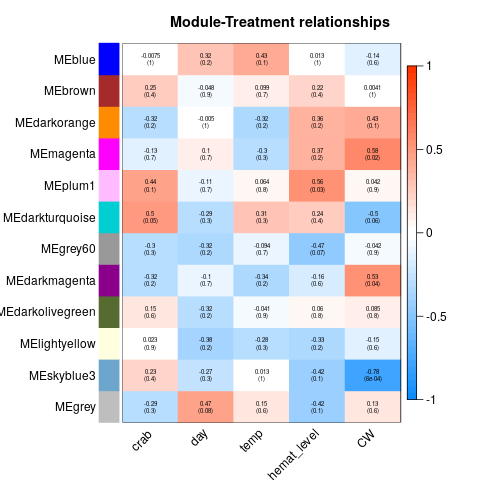 Module-Treatment relationships
MEblue -0.0075 0.32 0.43 0.013 -0.14
(1) (0.2) (0.1) (1) (0.6)
MEbrown 0.25 -0.048 0.099 0.22 0.0041
(0.4) (0.9) (0.7) (0.4) (1)
MEdarkorange -0.32 -0.005 -0.32 0.36 0.43
(0.2) (1) (0.2) (0.2) (0.1)
MEmagenta -0.13 0.1 -0.3 0.37 0.58
(0.7) (0.7) (0.3) (0.2) (0.02)
MEplum1 0.44 -0.11 0.064 0.56 0.042
(0.1) (0.7) (0.8) (0.03) (0.9)
MEdarkturquoise 0.5 -0.29 0.31 0.24 -0.5
(0.05) (0.3) (0.3) (0.4) (0.06)
MEgrey60 -0.3 -0.32 -0.094 -0.47 -0.042
(0.3) (0.2) (0.7) (0.07) (0.9)
MEdarkmagenta -0.32 -0.1 -0.34 -0.16 0.53
(0.2) (0.7) (0.2) (0.6) (0.04)
MEdarkolivegreen 0.15 -0.32 -0.041 0.06 0.085
(0.6) (0.2) (0.9) (0.8) (0.8)
MElightyellow 0.023 -0.38 -0.28 -0.33 -0.15
(0.9) (0.2) (0.3) (0.2) (0.6)
MEskyblue3 0.23 -0.27 0.013 -0.42 -0.78
(0.4) (0.3) (1) (0.1) (6e-04)
MEgrey -0.29 0.47 0.15 -0.42 0.13
(0.3) (0.08) (0.6) (0.1) (0.6)
crab day temp hemat_level CW
1
0.5
0
-0.5
-1